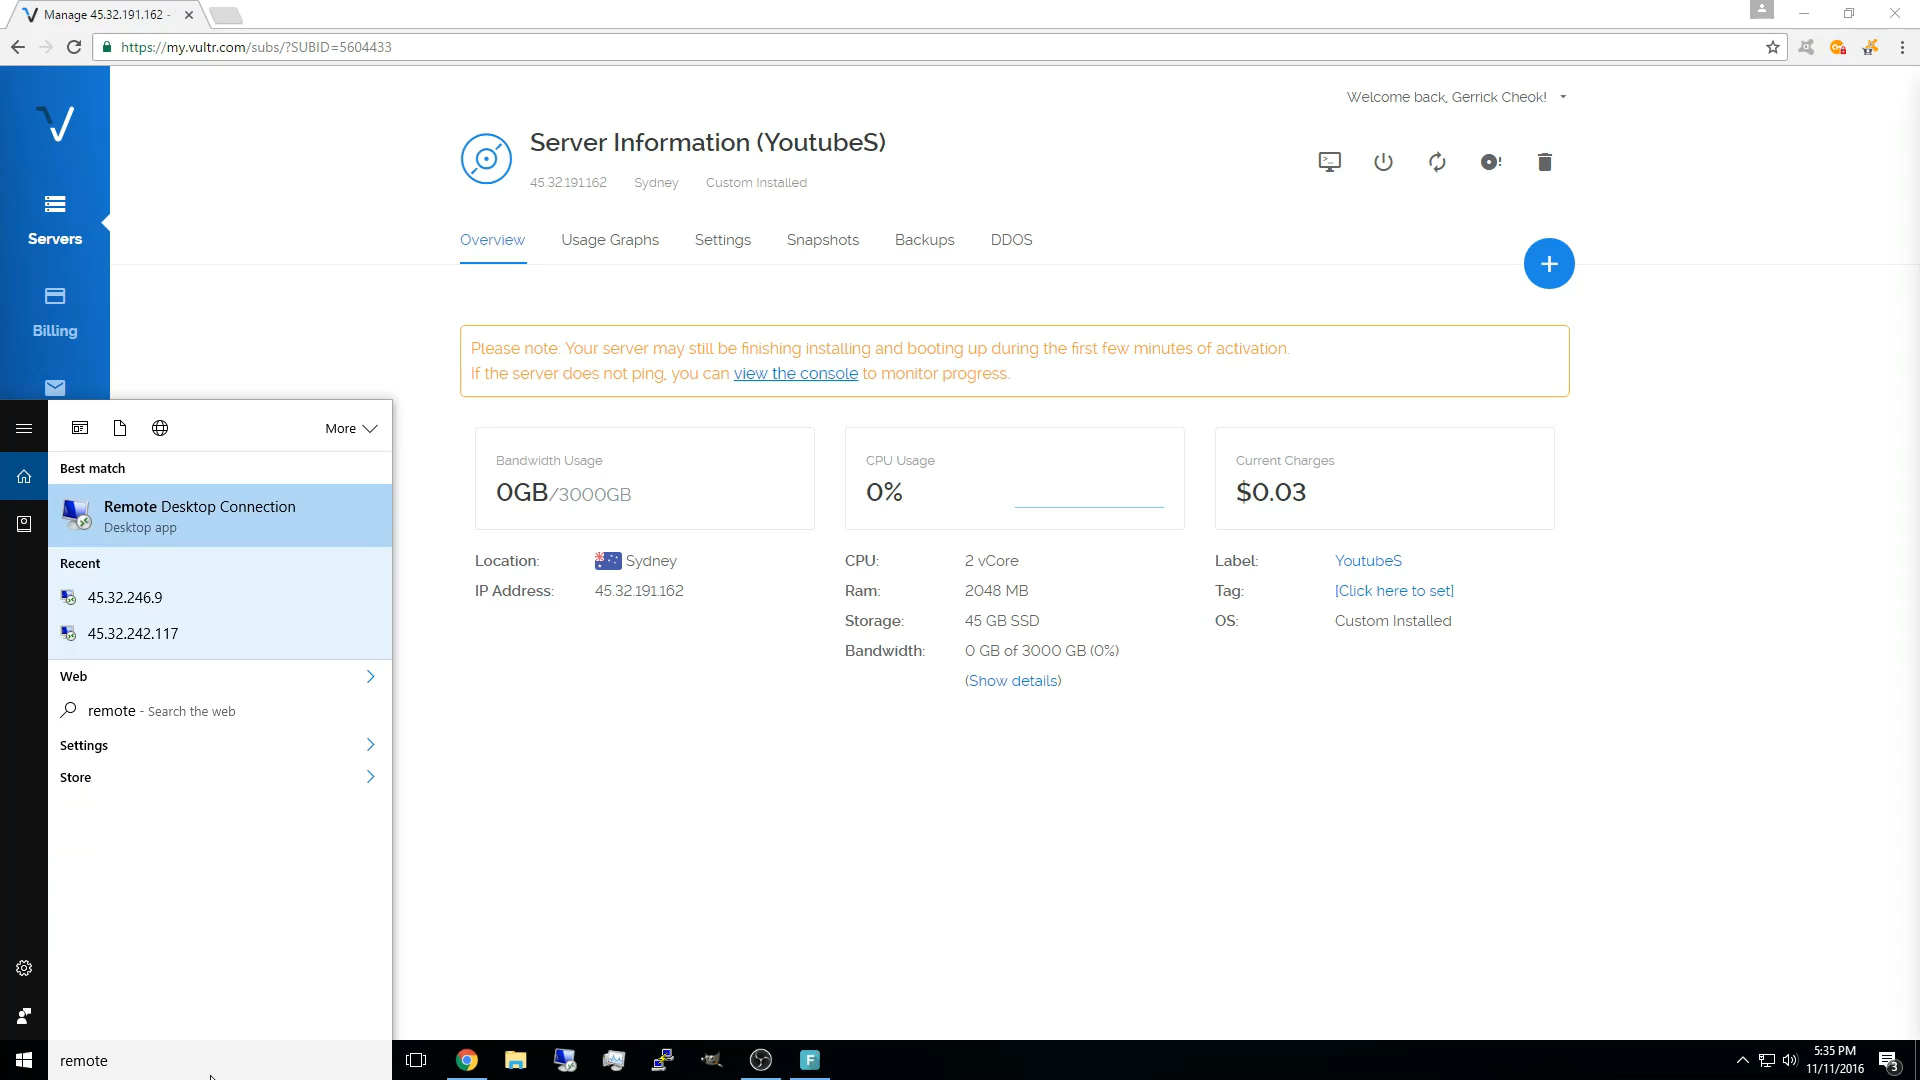 Manage 45.32.191.162 -
https://my.vultr.com/subs/?SUBID=5604433
Welcome back, Gerrick Cheok!
Server Information (YoutubeS)
45.32.191.162 Sydney Custom Installed
Servers
Overview Usage Graphs Settings Snapshots Backups DDOS
Billing
Please note: Your server may still be finishing installing and booting up during the first few minutes of activation.
If the server does not ping, you can view the console to monitor progress.
Bandwidth Usage
0GB/3000GB
CPU Usage
0%
Current Charges
$0.03
Location: Sydney
IP Address: 45.32.191.162
CPU: 2 vCore
Ram: 2048 MB
Storage: 45 GB SSD
Bandwidth: 0 GB of 3000 GB (0%)
(Show details)
Label: YoutubeS
Tag: [Click here to set]
OS: Custom Installed
More
Best match
Remote Desktop Connection
Desktop app
Recent
45.32.246.9
45.32.242.117
Web
remote - Search the web
Settings
Store
remote
F
5:35 PM
11/11/2016
3